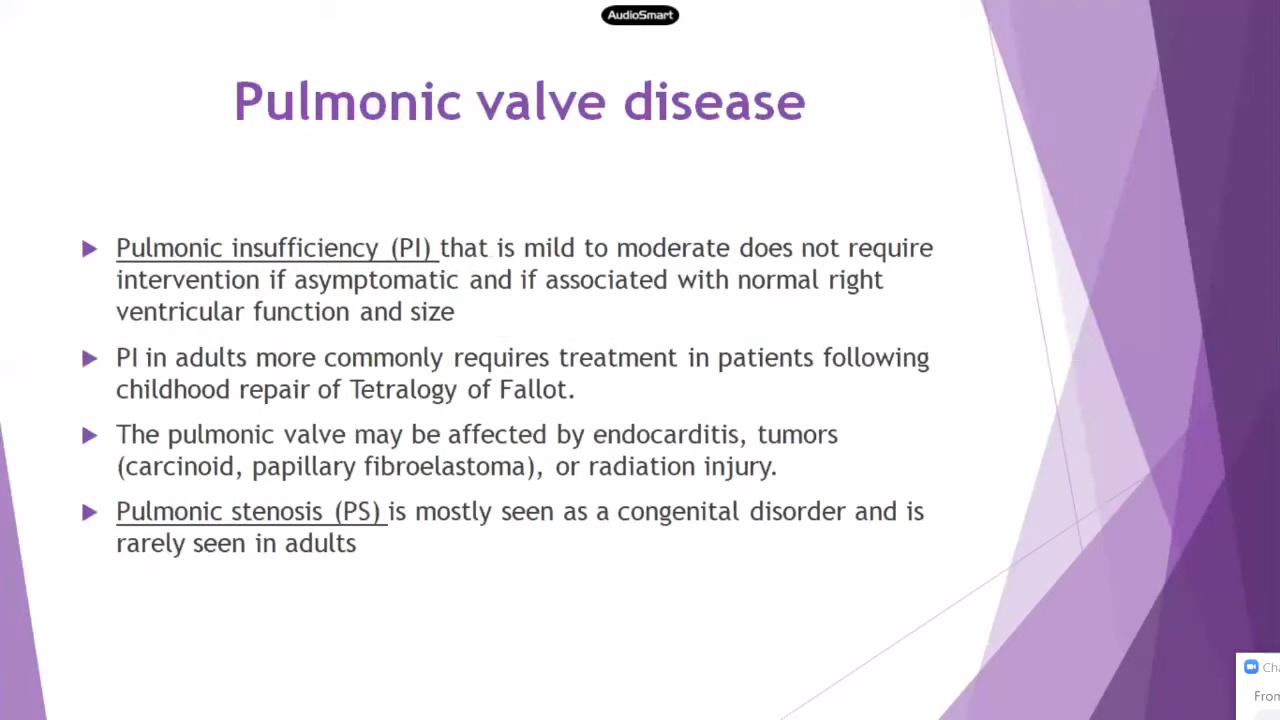 AudioSmart
Pulmonic valve disease
Pulmonic insufficiency (PI) that is mild to moderate does not require
intervention if asymptomatic and if associated with normal right
ventricular function and size
PI in adults more commonly requires treatment in patients following
childhood repair of Tetralogy of Fallot.
The pulmonic valve may be affected by endocarditis, tumors
(carcinoid, papillary fibroelastoma), or radiation injury.
Pulmonic stenosis (PS) is mostly seen as a congenital disorder and is
rarely seen in adults